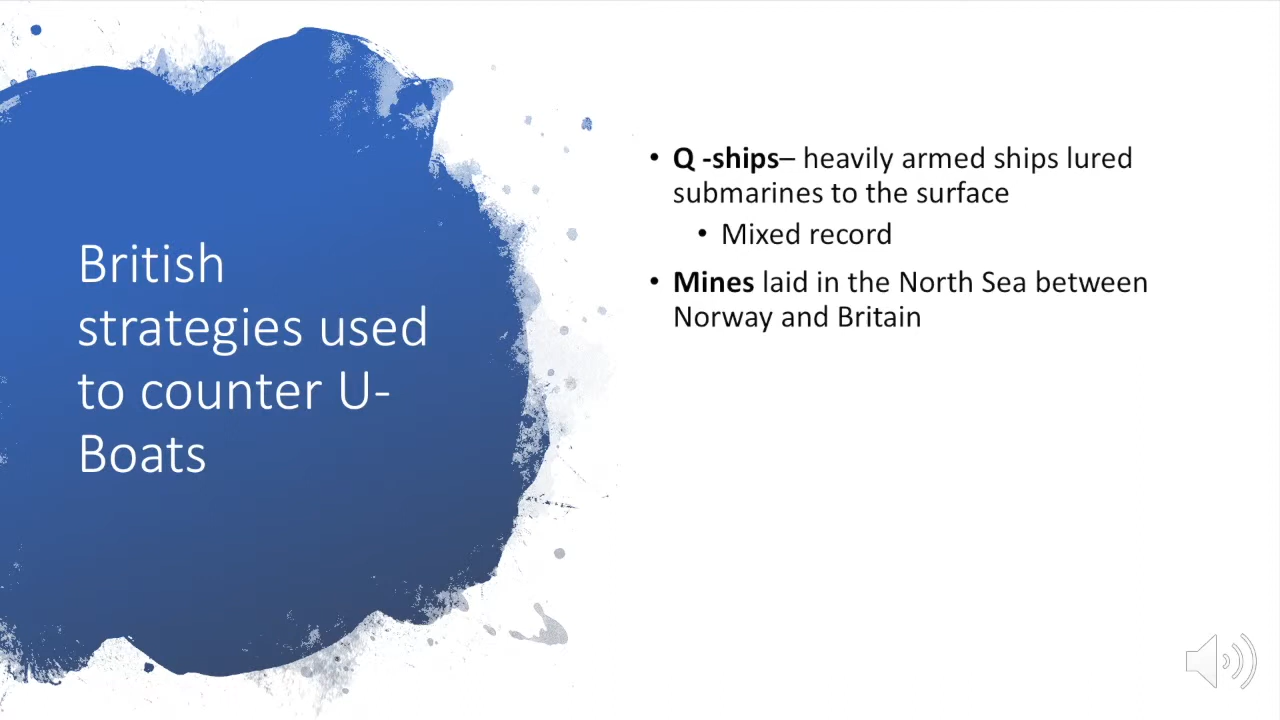 British
strategies used
to counter U-
Boats
• Q -ships– heavily armed ships lured
submarines to the surface
• Mixed record
• Mines laid in the North Sea between
Norway and Britain